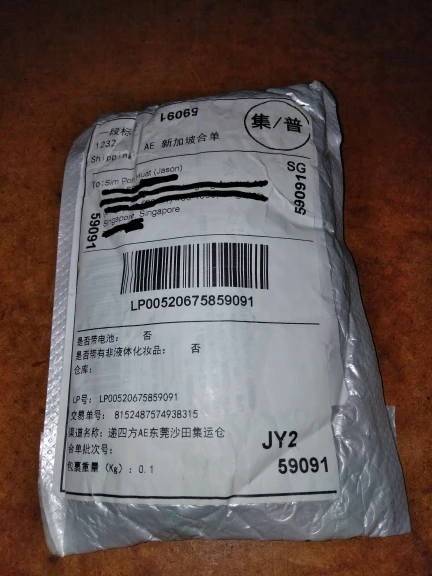 59091
一段标
1232
AE 新加坡合单
集/普
Shipping
SG
59091
To: (Jason)
Singapore
59091
LP00520675859091
是否带电池： 否
是否带有非液体化妆品： 否
仓库：
LP号： LP00520675859091
交易单号： 8152487574938315
渠道名称：递四方AE东莞沙田集运仓
合单批次号：
包裹重量（Kg）：0.1
JY2
59091